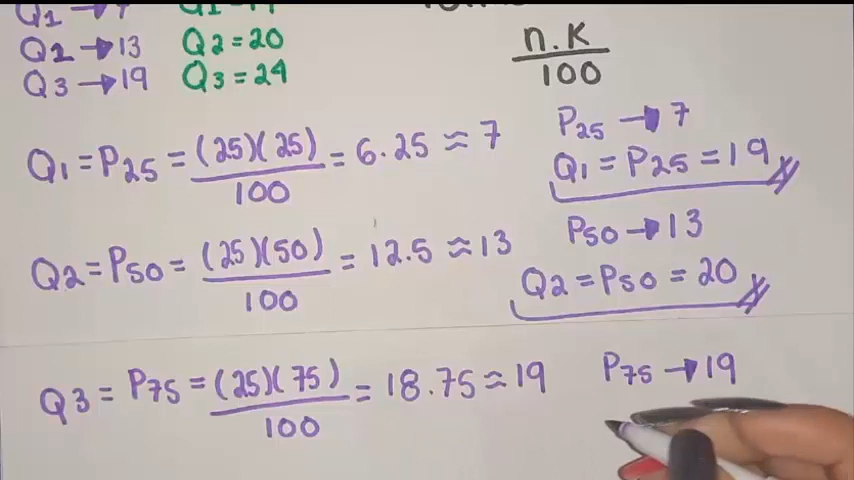 Q1 → 7
Q2 → 13 Q2 = 20
Q3 → 19 Q3 = 24
n.K
100
Q1 = P25 = (25)(25) = 6.25 ≈ 7
100
P25 → 7
Q1 = P25 = 19
Q2 = P50 = (25)(50) = 12.5 ≈ 13
100
P50 → 13
Q2 = P50 = 20
Q3 = P75 = (25)(75) = 18.75 ≈ 19
100
P75 → 19